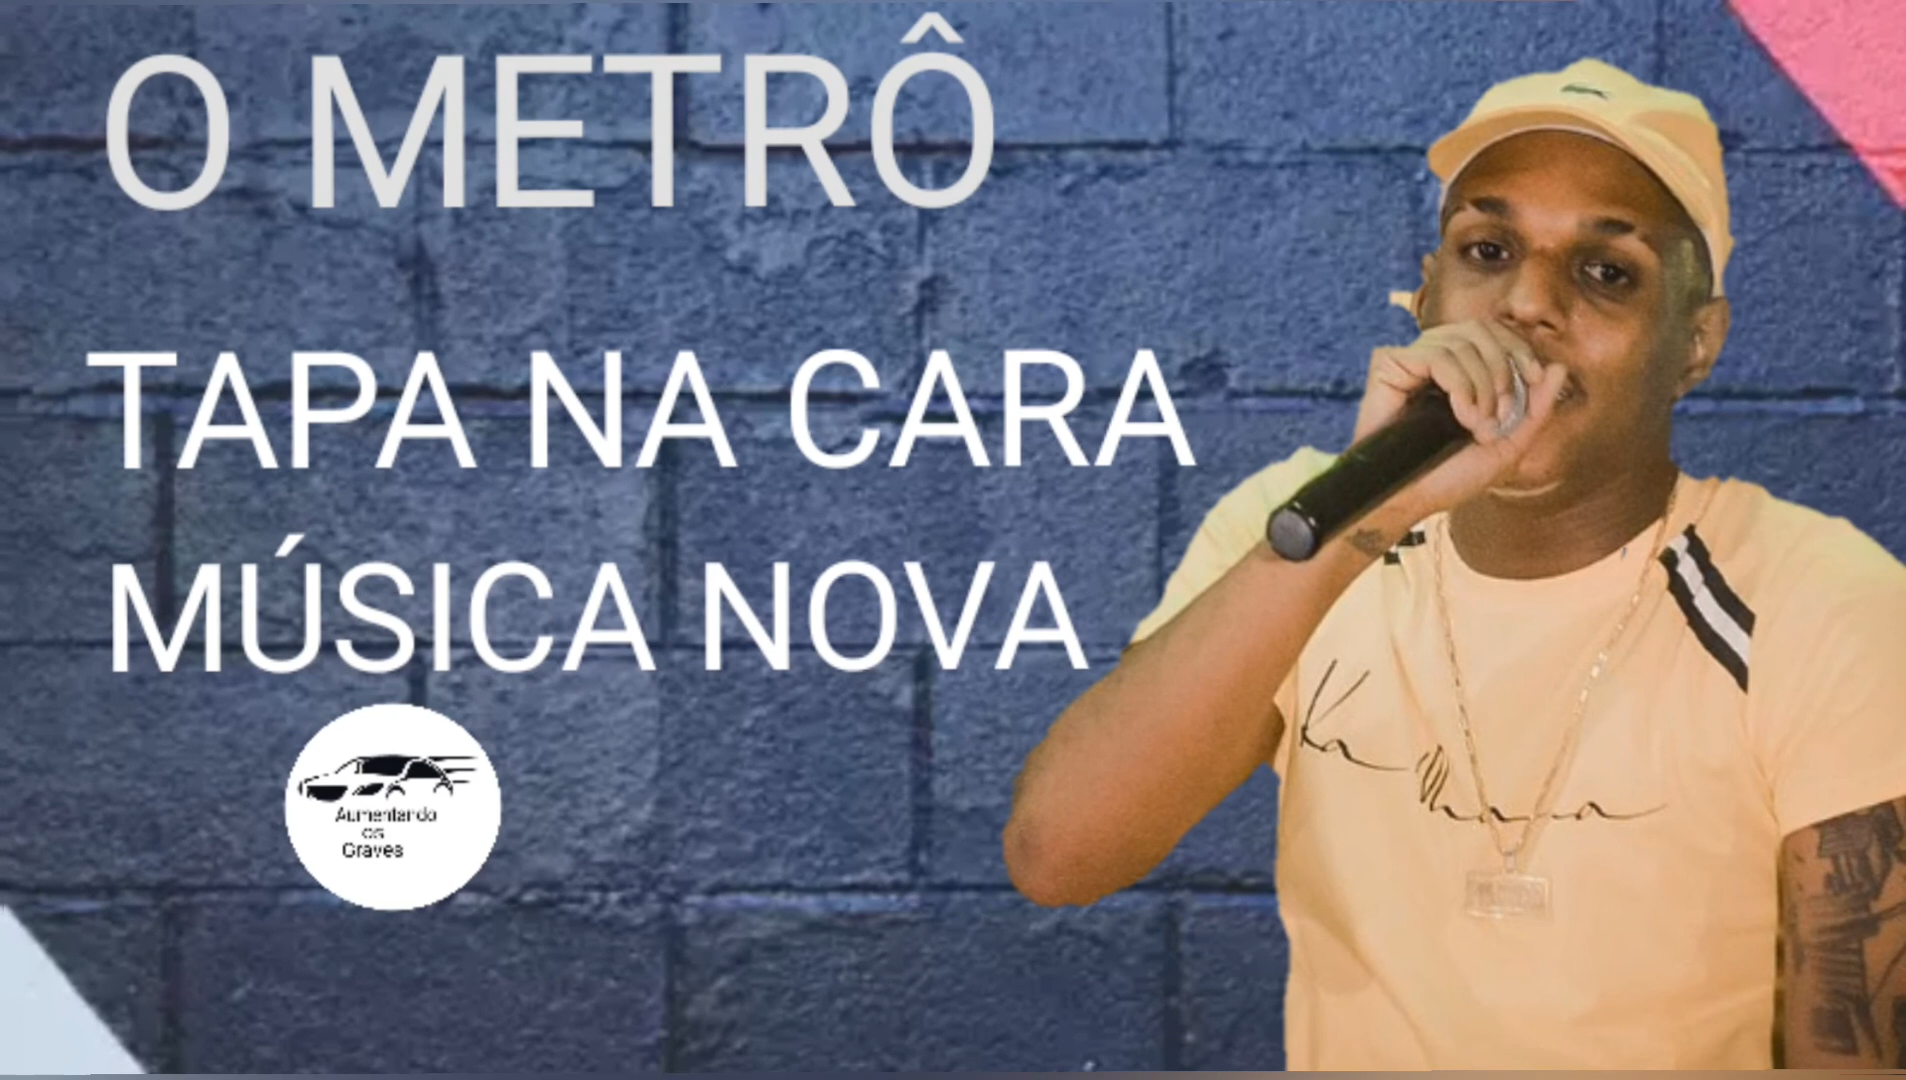 O METRÔ
TAPA NA CARA
MÚSICA NOVA
Aumentando
os
Graves